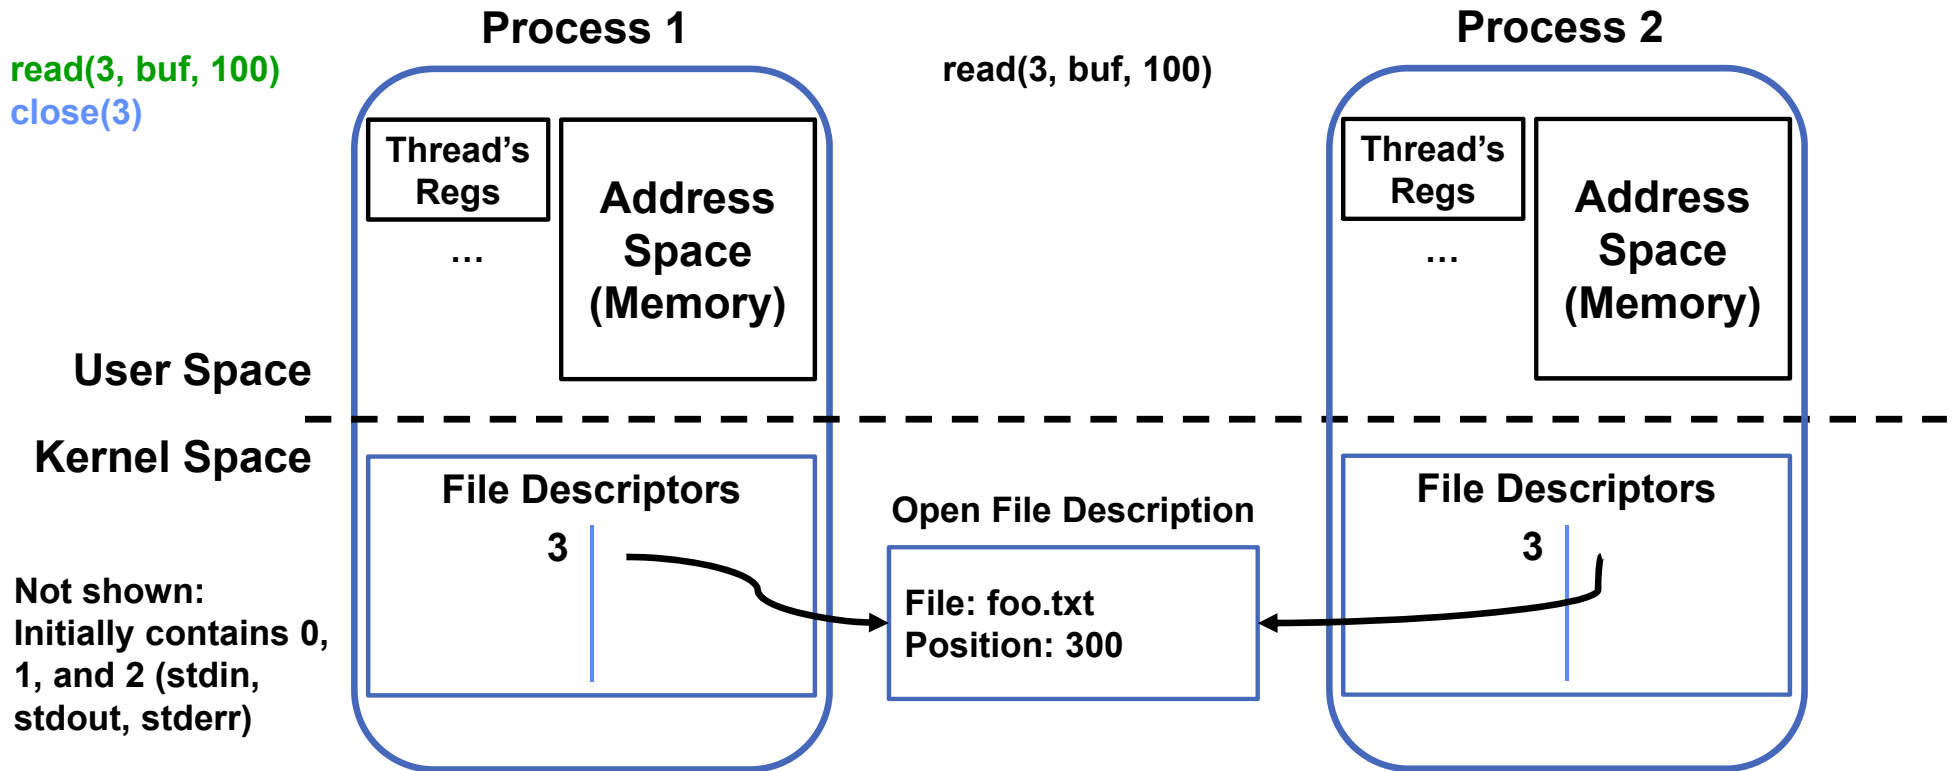 Process 1
Process 2
read(3, buf, 100)
close(3)
read(3, buf, 100)
Thread’s
Regs
…
Address
Space
(Memory)
Thread’s
Regs
…
Address
Space
(Memory)
User Space
Kernel Space
File Descriptors
3
Open File Description
File: foo.txt
Position: 300
File Descriptors
3
Not shown:
Initially contains 0,
1, and 2 (stdin,
stdout, stderr)